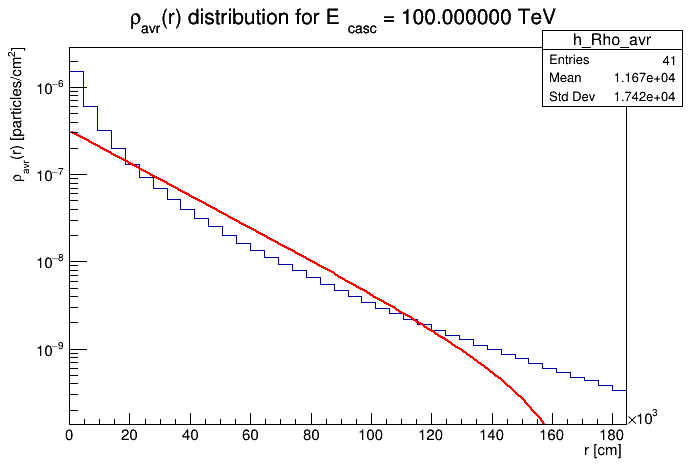 ρavr(r) distribution for E casc = 100.000000 TeV
h_Rho_avr
Entries 41
Mean 1.167e+04
Std Dev 1.742e+04
ρavr(r) [particles/cm²]
10⁻⁶
10⁻⁷
10⁻⁸
10⁻⁹
0 20 40 60 80 100 120 140 160 180
×10³
r [cm]